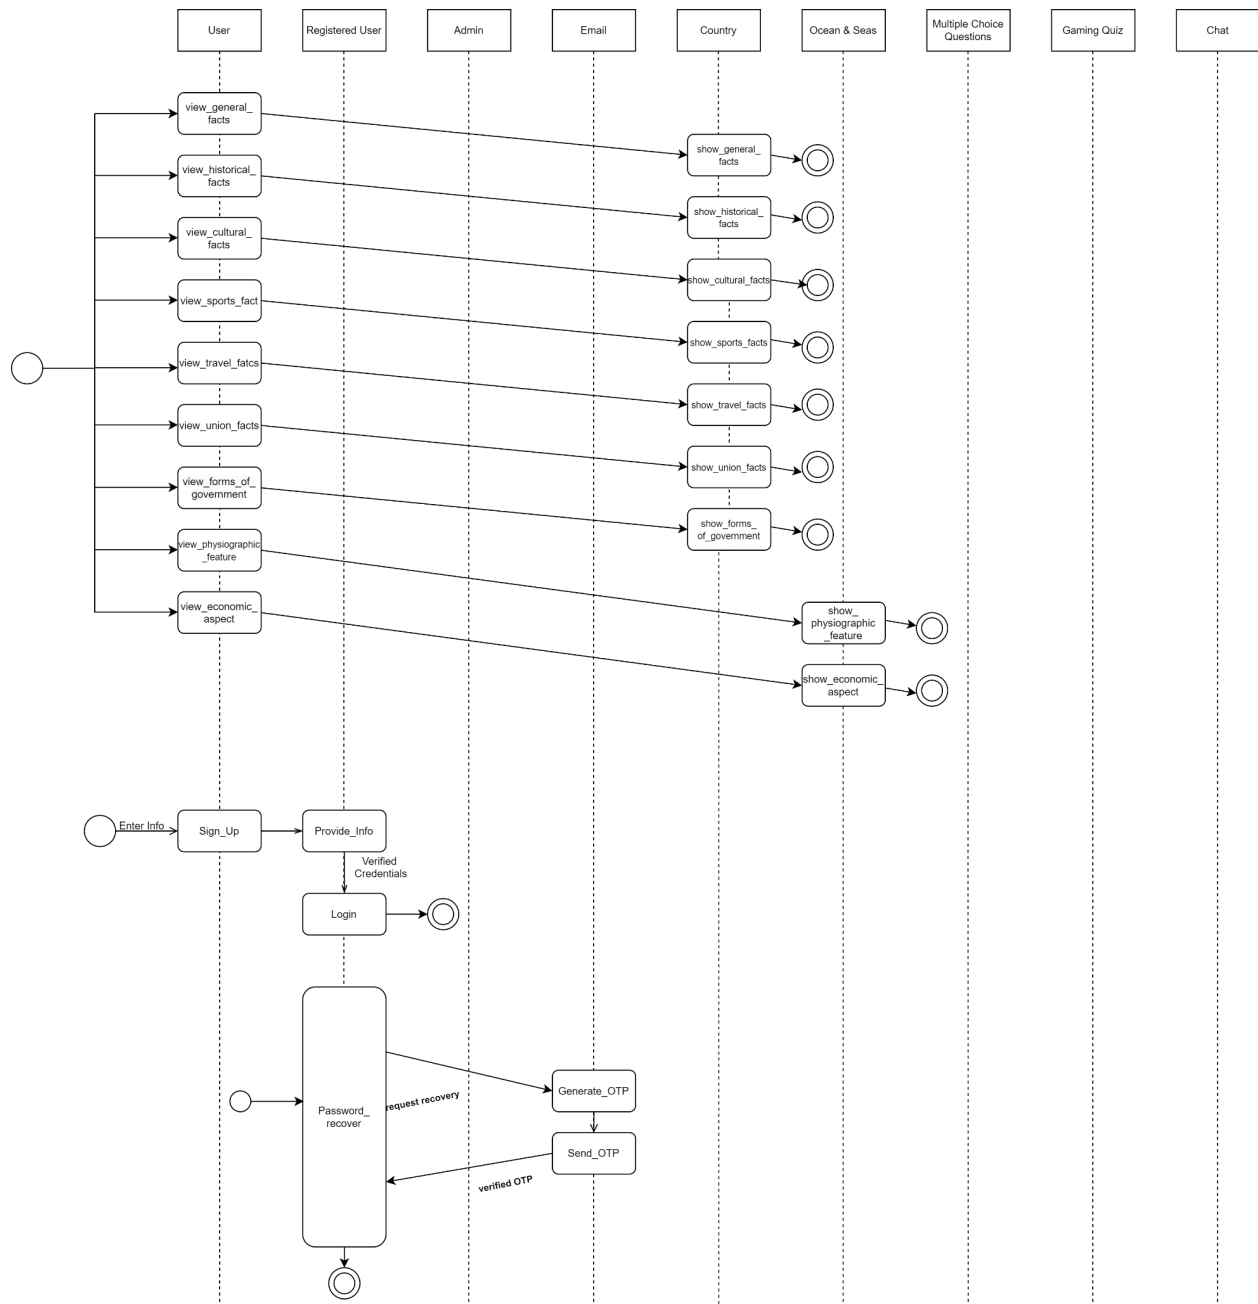 User
Registered User
Admin
Email
Country
Ocean & Seas
Multiple Choice
Questions
Gaming Quiz
Chat
view_general_
facts
show_general_
facts
view_historical_
facts
show_historical_
facts
view_cultural_
facts
show_cultural_facts
view_sports_fact
show_sports_facts
view_travel_fatcs
show_travel_facts
view_union_facts
show_union_facts
view_forms_of_
government
show_forms_
of_government
view_physiographic
_feature
show_
physiographic
_feature
view_economic_
aspect
show_economic_
aspect
Enter Info
Sign_Up
Provide_Info
Verified
Credentials
Login
Password_
recover
request recovery
Generate_OTP
Send_OTP
verified OTP